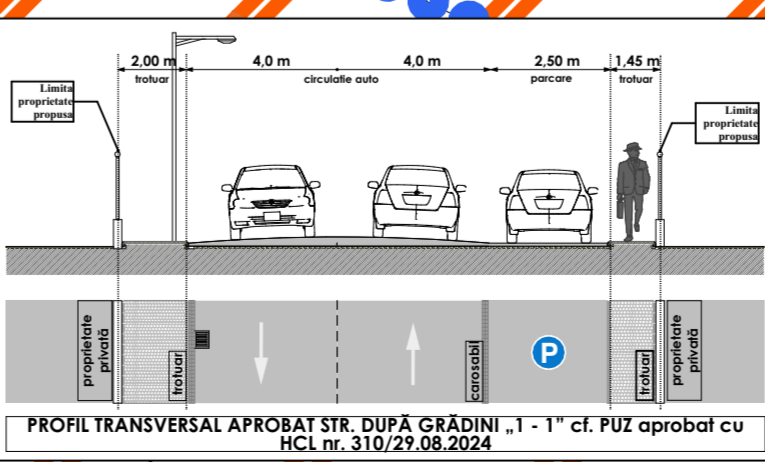 2,00 m
4,0 m
4,0 m
2,50 m
1,45 m
trotuar
circulatie auto
parcare
trotuar
Limita
proprietate
propusa
Limita
proprietate
propusa
proprietate
privată
trotuar
carosabil
P
trotuar
proprietate
privată
PROFIL TRANSVERSAL APROBAT STR. DUPĂ GRĂDINI „1 - 1” cf. PUZ aprobat cu
HCL nr. 310/29.08.2024